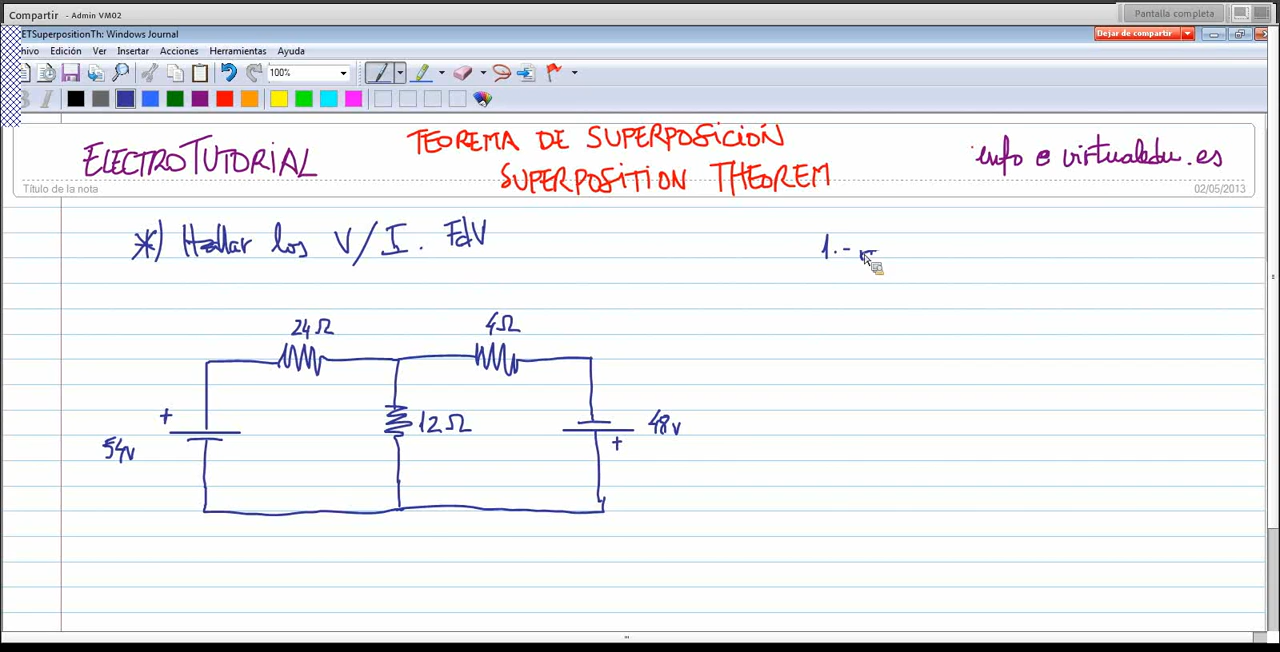 Compartir - Admin VM02
Pantalla completa
ETSuperpositionTh: Windows Journal
Dejar de compartir
hivo Edición Ver Insertar Acciones Herramientas Ayuda
100%
ELECTROTUTORIAL
TEOREMA DE SUPERPOSICIÓN
SUPERPOSITION THEOREM
info e virtualedu.es
Título de la nota
02/05/2013
*) Hallar los V/I. FdV
1.-
24Ω
4Ω
+
12Ω
48v
54v
+